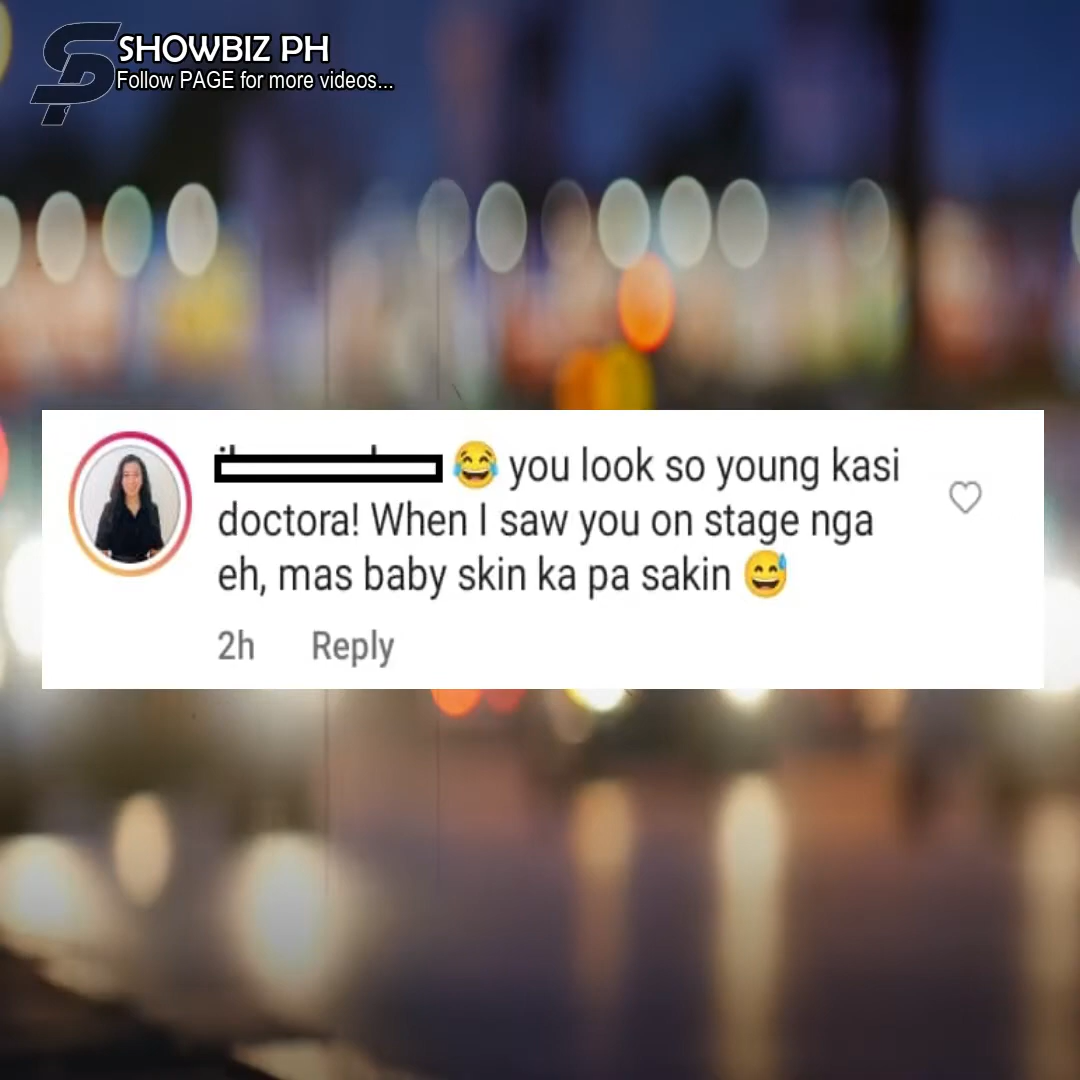 SHOWBIZ PH
Follow PAGE for more videos...
😂 you look so young kasi
doctora! When I saw you on stage nga
eh, mas baby skin ka pa sakin 😅
2h Reply